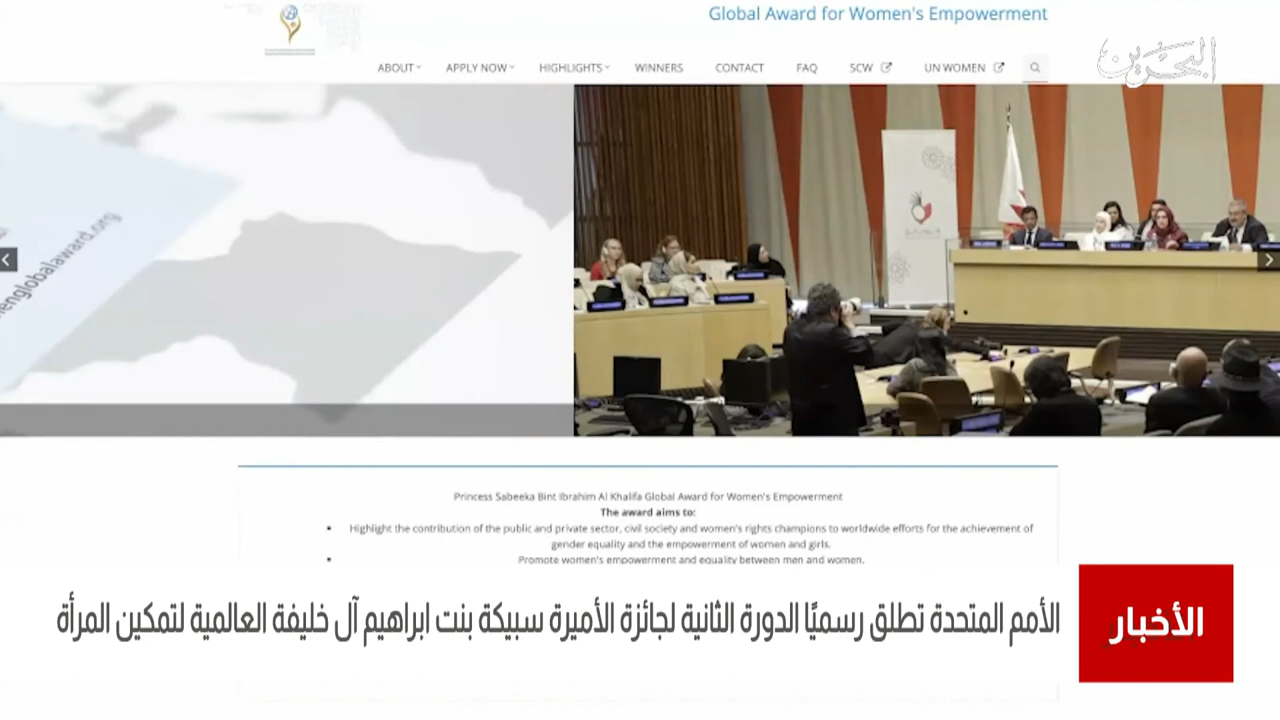 Global Award for Women's Empowerment
البحرين
ABOUT APPLY NOW HIGHLIGHTS WINNERS CONTACT FAQ SCW UN WOMEN
englobalaward.org
Princess Sabeeka Bint Ibrahim Al Khalifa Global Award for Women's Empowerment
The award aims to:
Highlight the contribution of the public and private sector, civil society and women's rights champions to worldwide efforts for the achievement of
gender equality and the empowerment of women and girls.
Promote women's empowerment and equality between men and women.
الأخبار
الأمم المتحدة تطلق رسميًا الدورة الثانية لجائزة الأميرة سبيكة بنت ابراهيم آل خليفة العالمية لتمكين المرأة